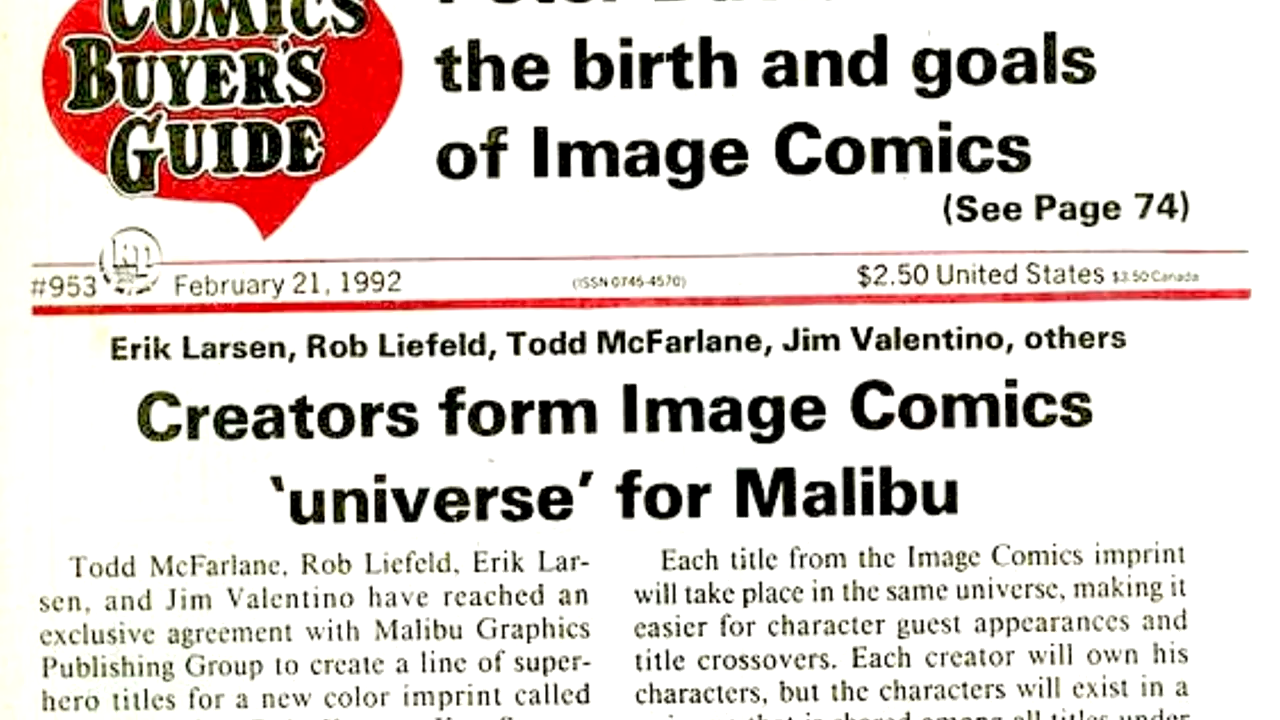 COMICS
BUYER'S
GUIDE
the birth and goals
of Image Comics
(See Page 74)
#953
February 21, 1992
(ISSN 0745-4570)
$2.50 United States $3.50 Canada
Erik Larsen, Rob Liefeld, Todd McFarlane, Jim Valentino, others
Creators form Image Comics
‛universe’ for Malibu
Todd McFarlane, Rob Liefeld, Erik Lar-
sen, and Jim Valentino have reached an
exclusive agreement with Malibu Graphics
Publishing Group to create a line of super-
hero titles for a new color imprint called
Each title from the Image Comics imprint
will take place in the same universe, making it
easier for character guest appearances and
title crossovers. Each creator will own his
characters, but the characters will exist in a